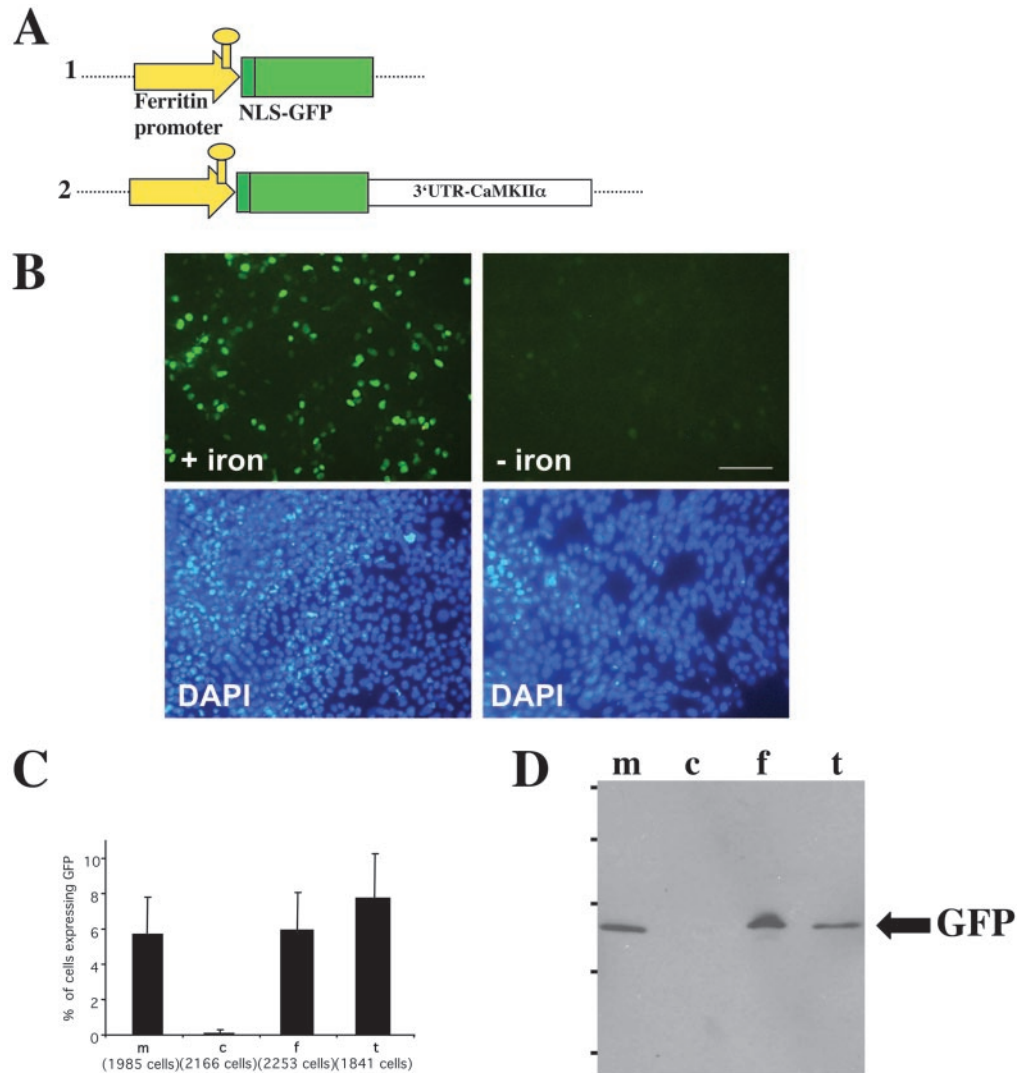 A
1
Ferritin
promoter
NLS-GFP
2
3'UTR-CaMKIIα
B
+ iron
- iron
DAPI
DAPI
C
% of cells expressing GFP
10
8
6
4
2
0
m
c
f
t
(1985 cells)(2166 cells)(2253 cells)(1841 cells)
D
m c f t
GFP